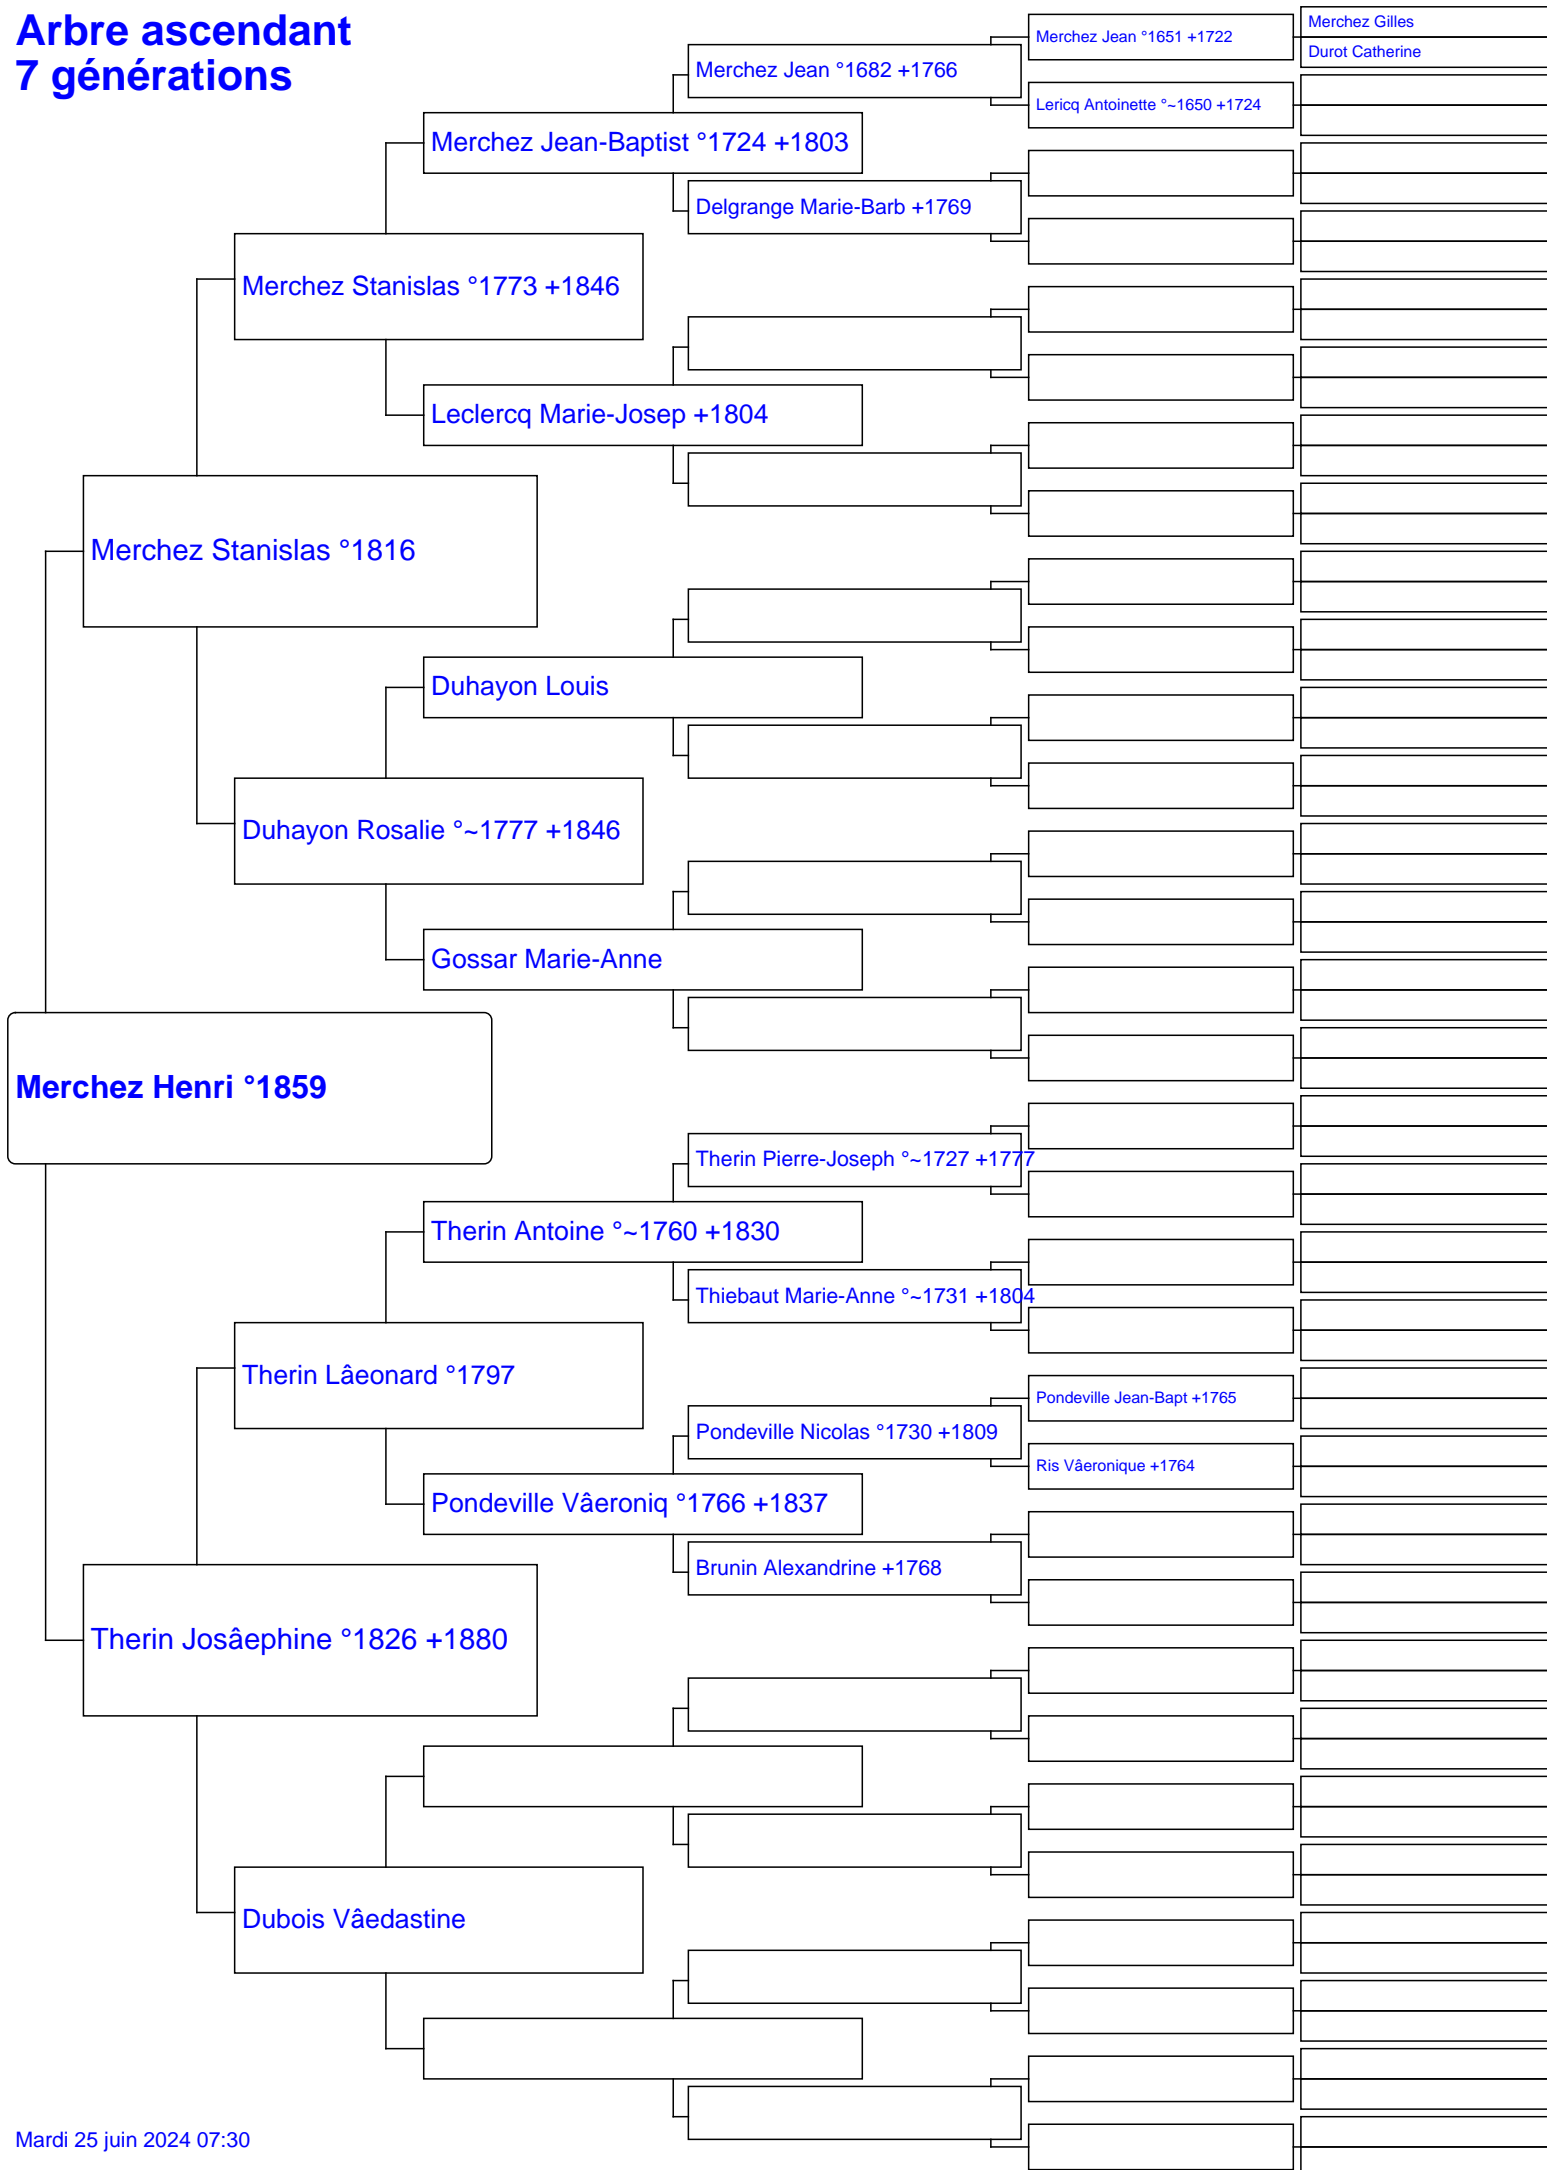 Arbre ascendant
7 générations
Merchez Gilles
Merchez Jean °1651 +1722
Durot Catherine
Merchez Jean °1682 +1766
Lericq Antoinette °~1650 +1724
Merchez Jean-Baptist °1724 +1803
Delgrange Marie-Barb +1769
Merchez Stanislas °1773 +1846
Leclercq Marie-Josep +1804
Merchez Stanislas °1816
Duhayon Louis
Duhayon Rosalie °~1777 +1846
Gossar Marie-Anne
Merchez Henri °1859
Therin Pierre-Joseph °~1727 +1777
Therin Antoine °~1760 +1830
Thiebaut Marie-Anne °~1731 +1804
Therin Lâeonard °1797
Pondeville Jean-Bapt +1765
Pondeville Nicolas °1730 +1809
Ris Vâeronique +1764
Pondeville Vâeroniq °1766 +1837
Brunin Alexandrine +1768
Therin Josâephine °1826 +1880
Dubois Vâedastine
Mardi 25 juin 2024 07:30